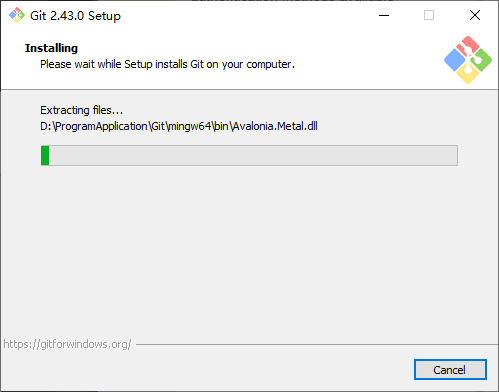 Git 2.43.0 Setup
Installing
Please wait while Setup installs Git on your computer.
Extracting files...
D:\ProgramApplication\Git\mingw64\bin\Avalonia.Metal.dll
https://gitforwindows.org/
Cancel